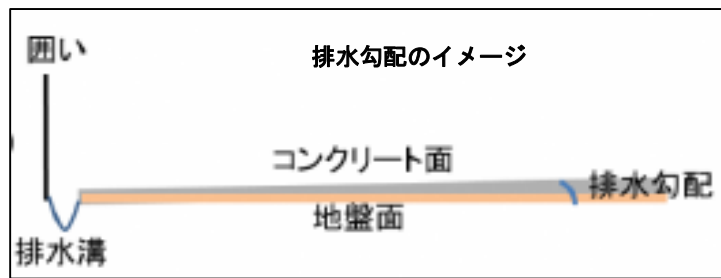 排水勾配のイメージ
囲い
コンクリート面
排水勾配
地盤面
排水溝